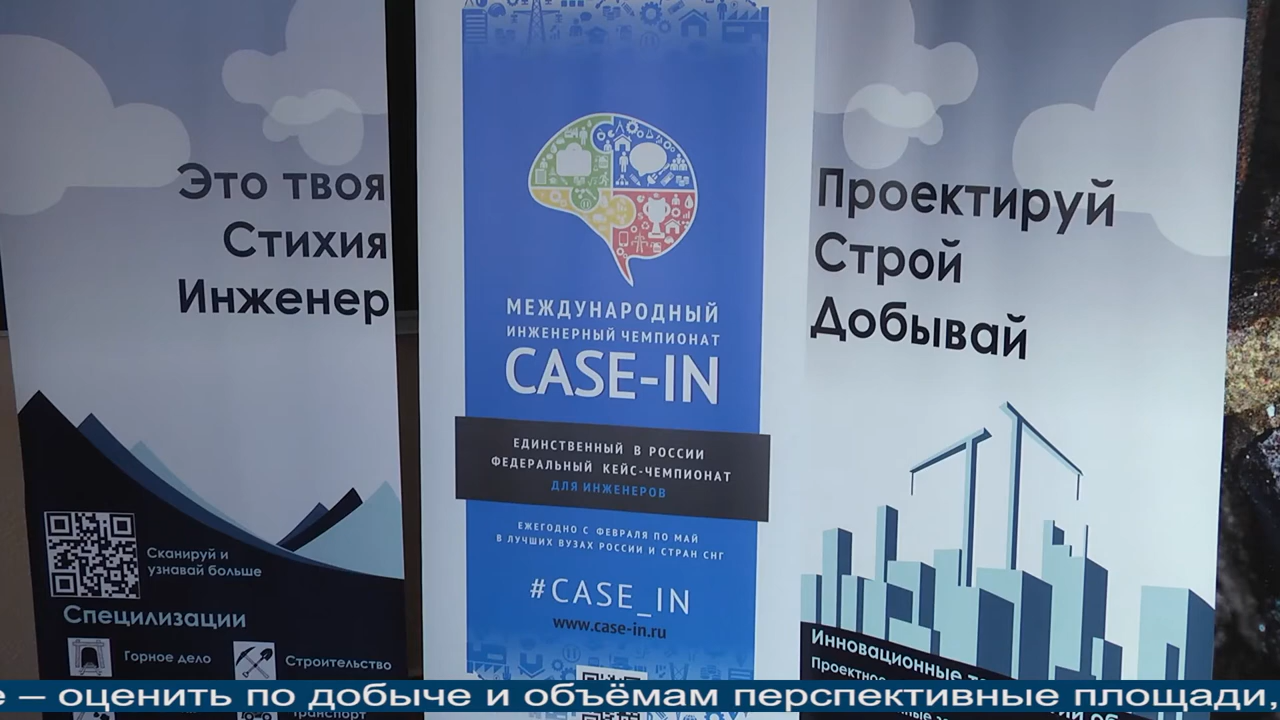 Это твоя
Стихия
Инженер
Сканируй и
узнавай больше
Специлизации
Горное дело
Строительство
МЕЖДУНАРОДНЫЙ
ИНЖЕНЕРНЫЙ ЧЕМПИОНАТ
CASE-IN
ЕДИНСТВЕННЫЙ В РОССИИ
ФЕДЕРАЛЬНЫЙ КЕЙС-ЧЕМПИОНАТ
ДЛЯ ИНЖЕНЕРОВ
ЕЖЕГОДНО С ФЕВРАЛЯ ПО МАЙ
В ЛУЧШИХ ВУЗАХ РОССИИ И СТРАН СНГ
#CASE_IN
www.case-in.ru
Проектируй
Строй
Добывай
Инновационные
– оценить по добыче и объёмам перспективные площади,